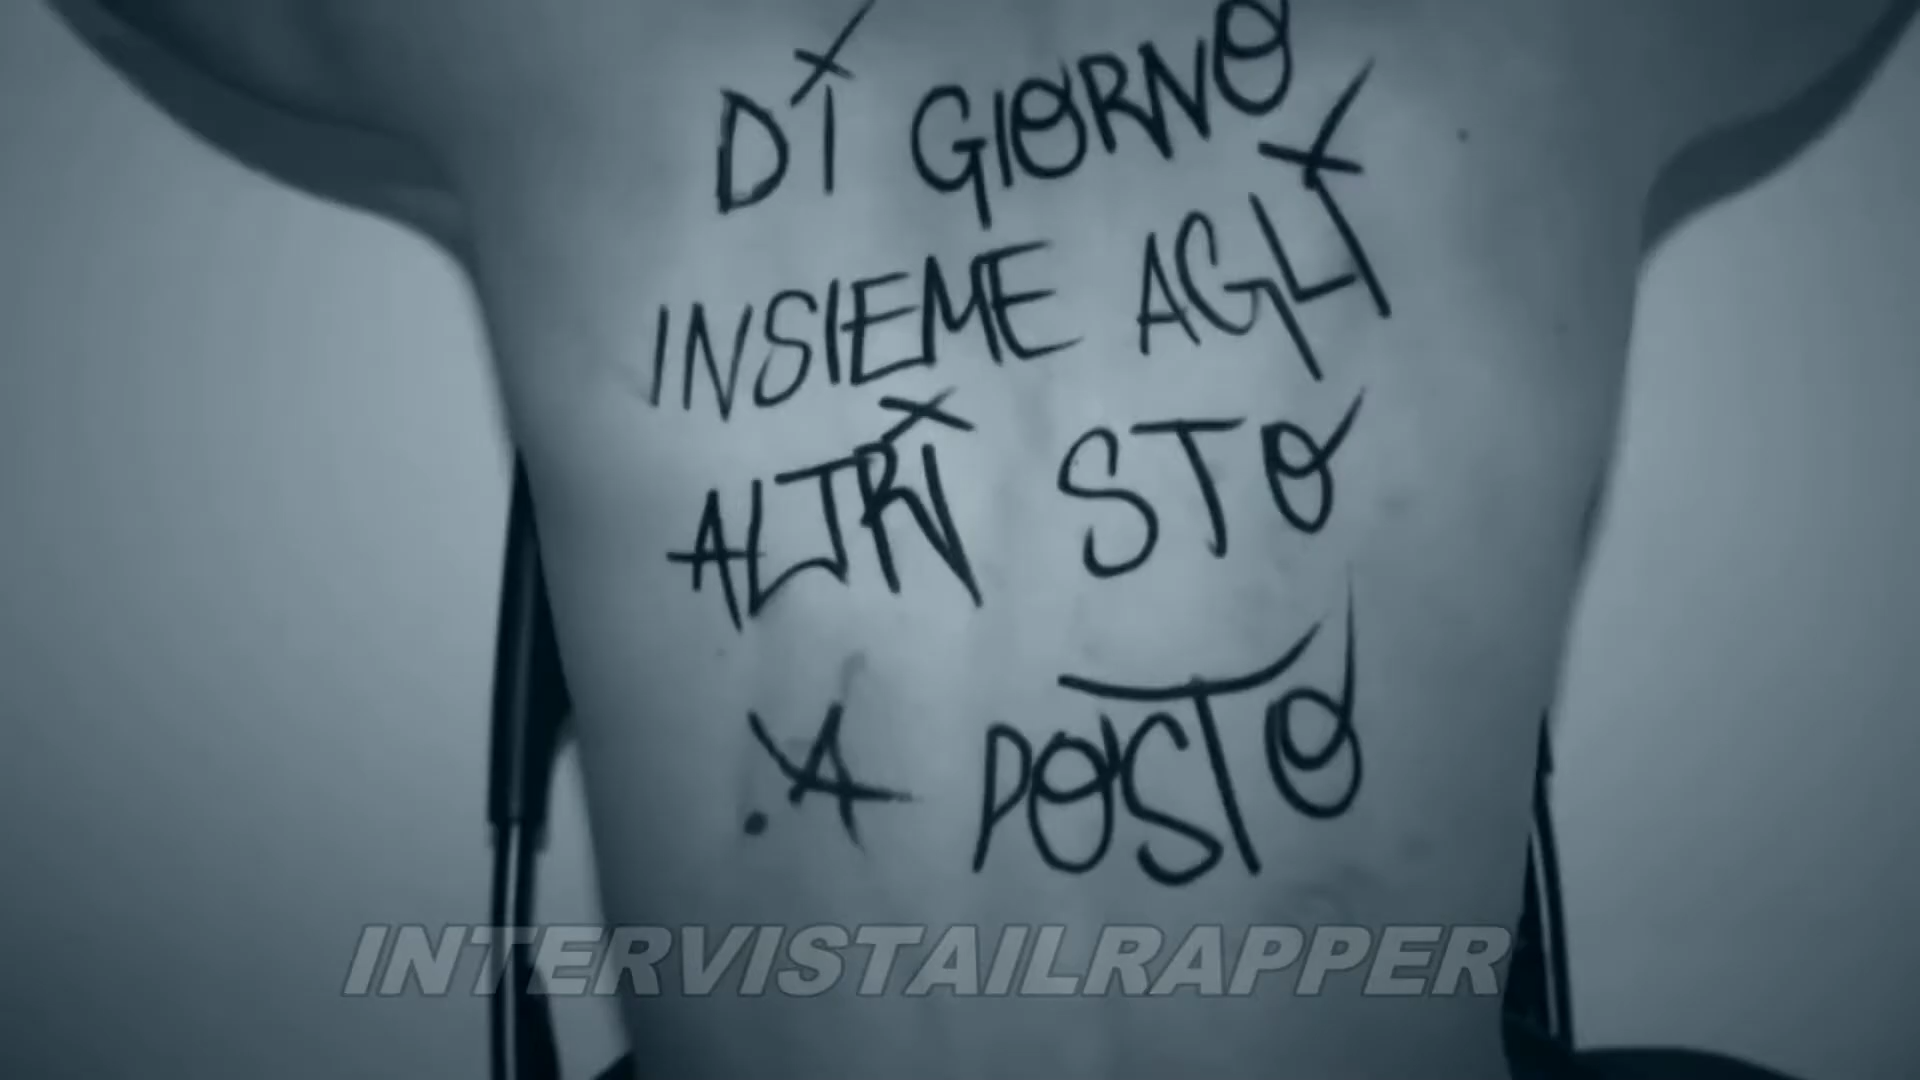 DI GIORNO
INSIEME AGLI
ALTRI STO
.A POSTO
INTERVISTAILRAPPER